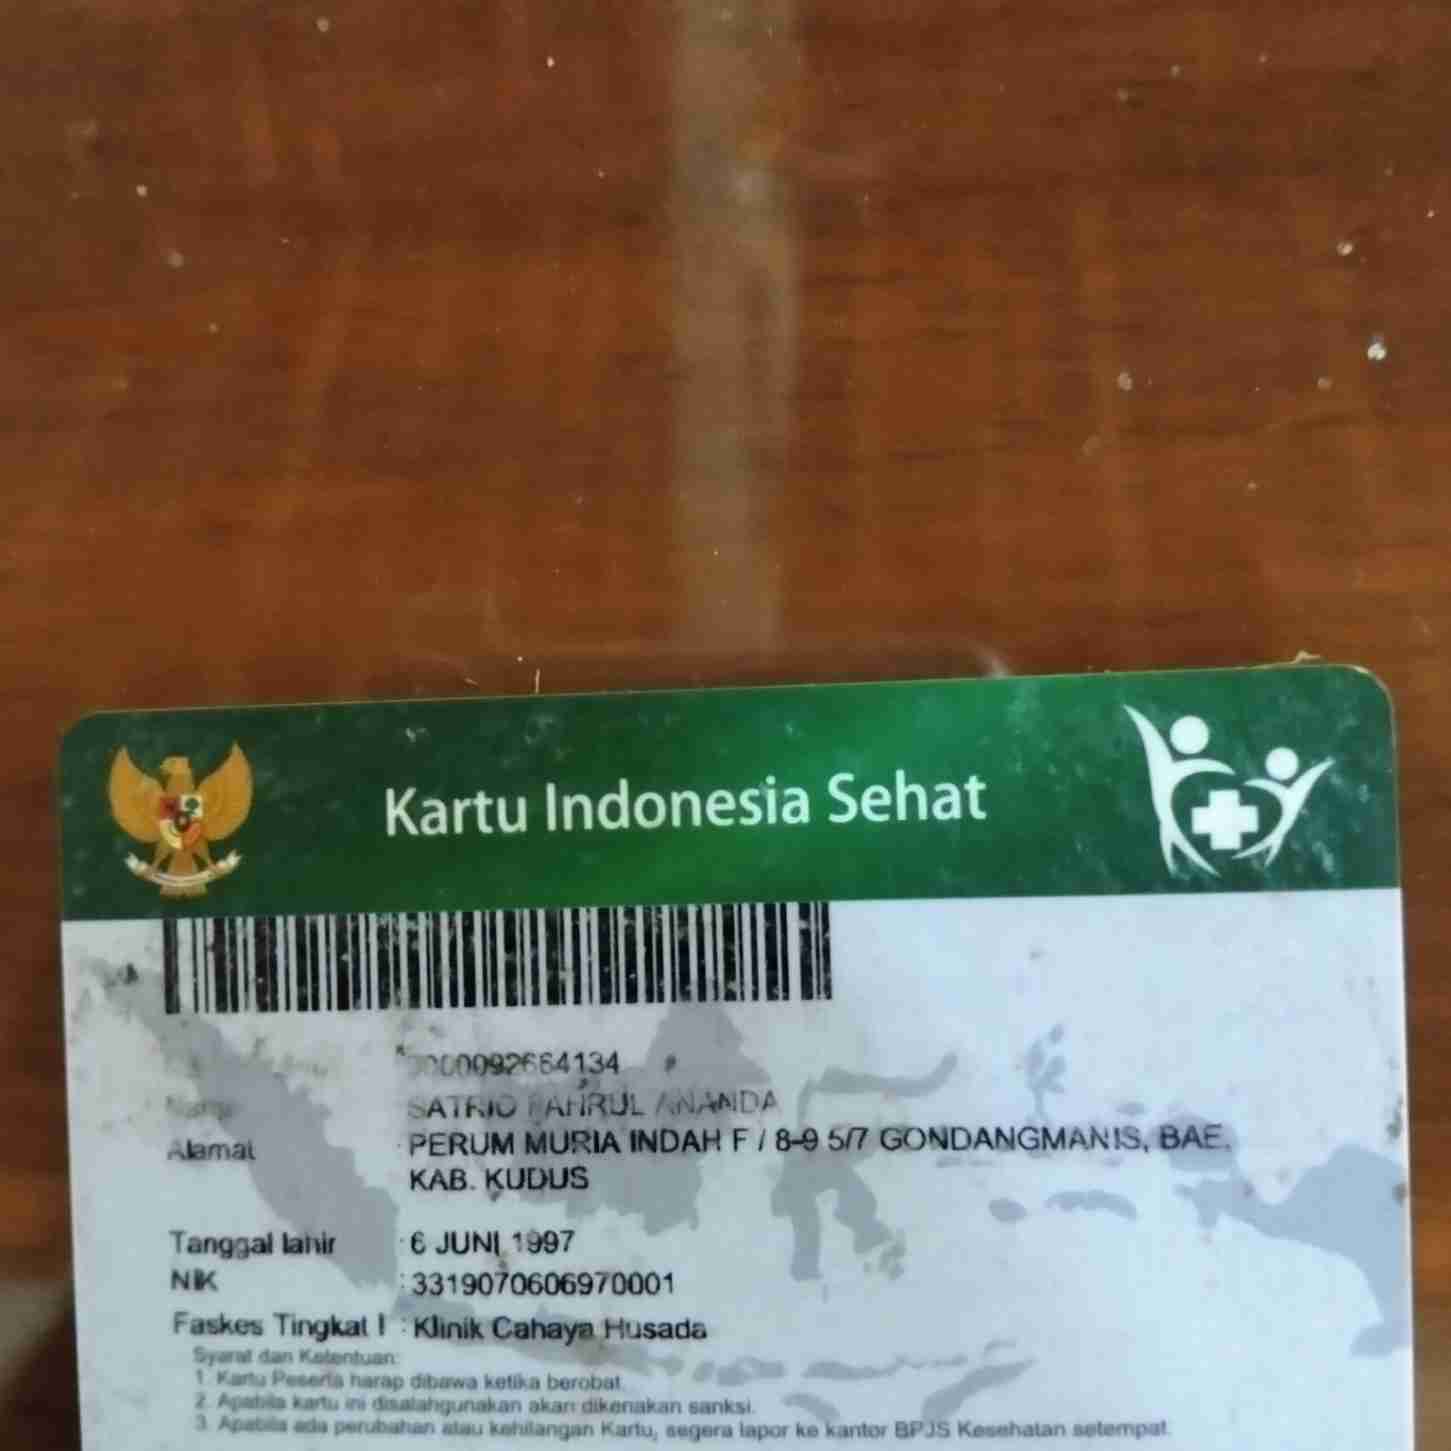 Kartu Indonesia Sehat
SATRIO FAHRUL ANANDA
Alamat : PERUM MURIA INDAH F / 8-9 5/7 GONDANGMANIS, BAE.
KAB. KUDUS
Tanggal lahir : 6 JUNI 1997
NIK : 3319070606970001
Faskes Tingkat I : Klinik Cahaya Husada
Syarat dan Ketentuan:
1. Kartu Peserta harap dibawa ketika berobat.
2. Apabila kartu ini disalahgunakan akan dikenakan sanksi.
3. Apabila ada perubahan atau kehilangan Kartu, segera lapor ke kantor BPJS Kesehatan setempat.